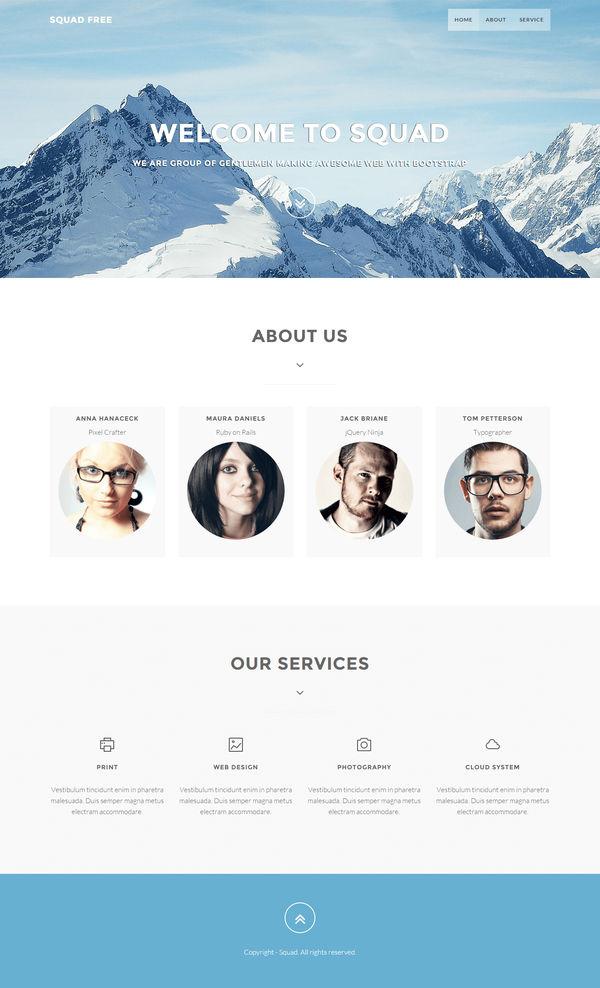 SQUAD FREE
HOME ABOUT SERVICE
WELCOME TO SQUAD
WE ARE GROUP OF GENTLEMEN MAKING AWESOME WEB WITH BOOTSTRAP
ABOUT US
ANNA HANACECK
Pixel Crafter
MAURA DANIELS
Ruby on Rails
JACK BRIANE
jQuery Ninja
TOM PETTERSON
Typographer
OUR SERVICES
PRINT
Vestibulum tincidunt enim in pharetra
malesuada. Duis semper magna metus
electram accommodare.
WEB DESIGN
Vestibulum tincidunt enim in pharetra
malesuada. Duis semper magna metus
electram accommodare.
PHOTOGRAPHY
Vestibulum tincidunt enim in pharetra
malesuada. Duis semper magna metus
electram accommodare.
CLOUD SYSTEM
Vestibulum tincidunt enim in pharetra
malesuada. Duis semper magna metus
electram accommodare.
Copyright - Squad. All rights reserved.